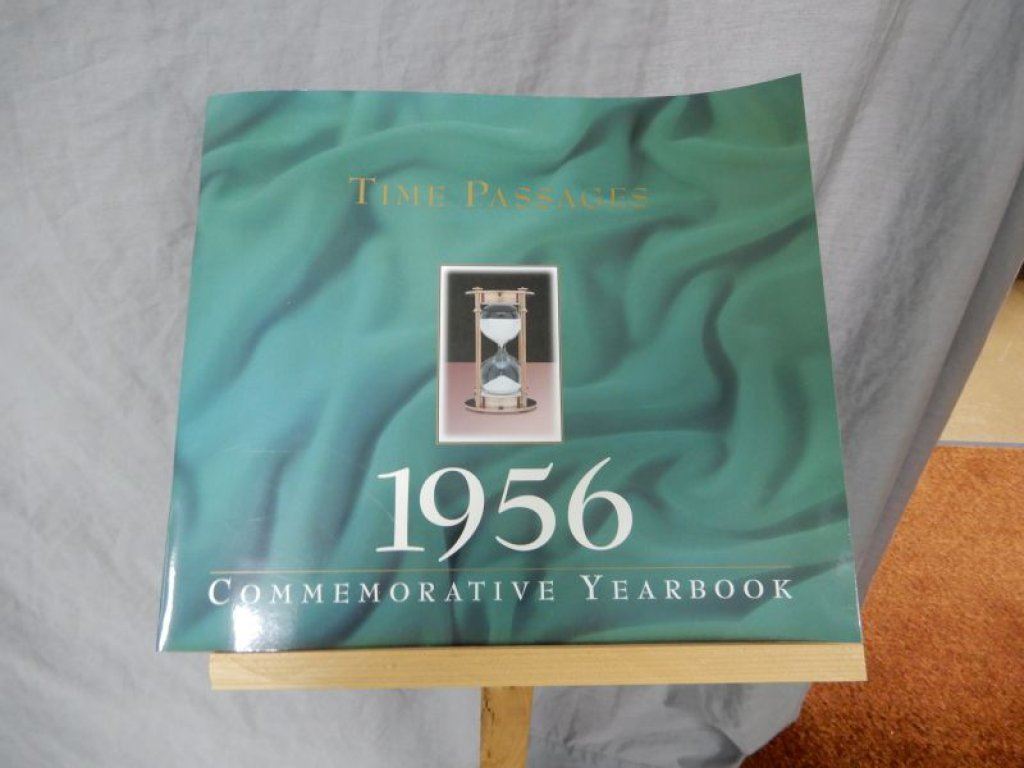 TIME PASSAGES
1956
COMMEMORATIVE YEARBOOK